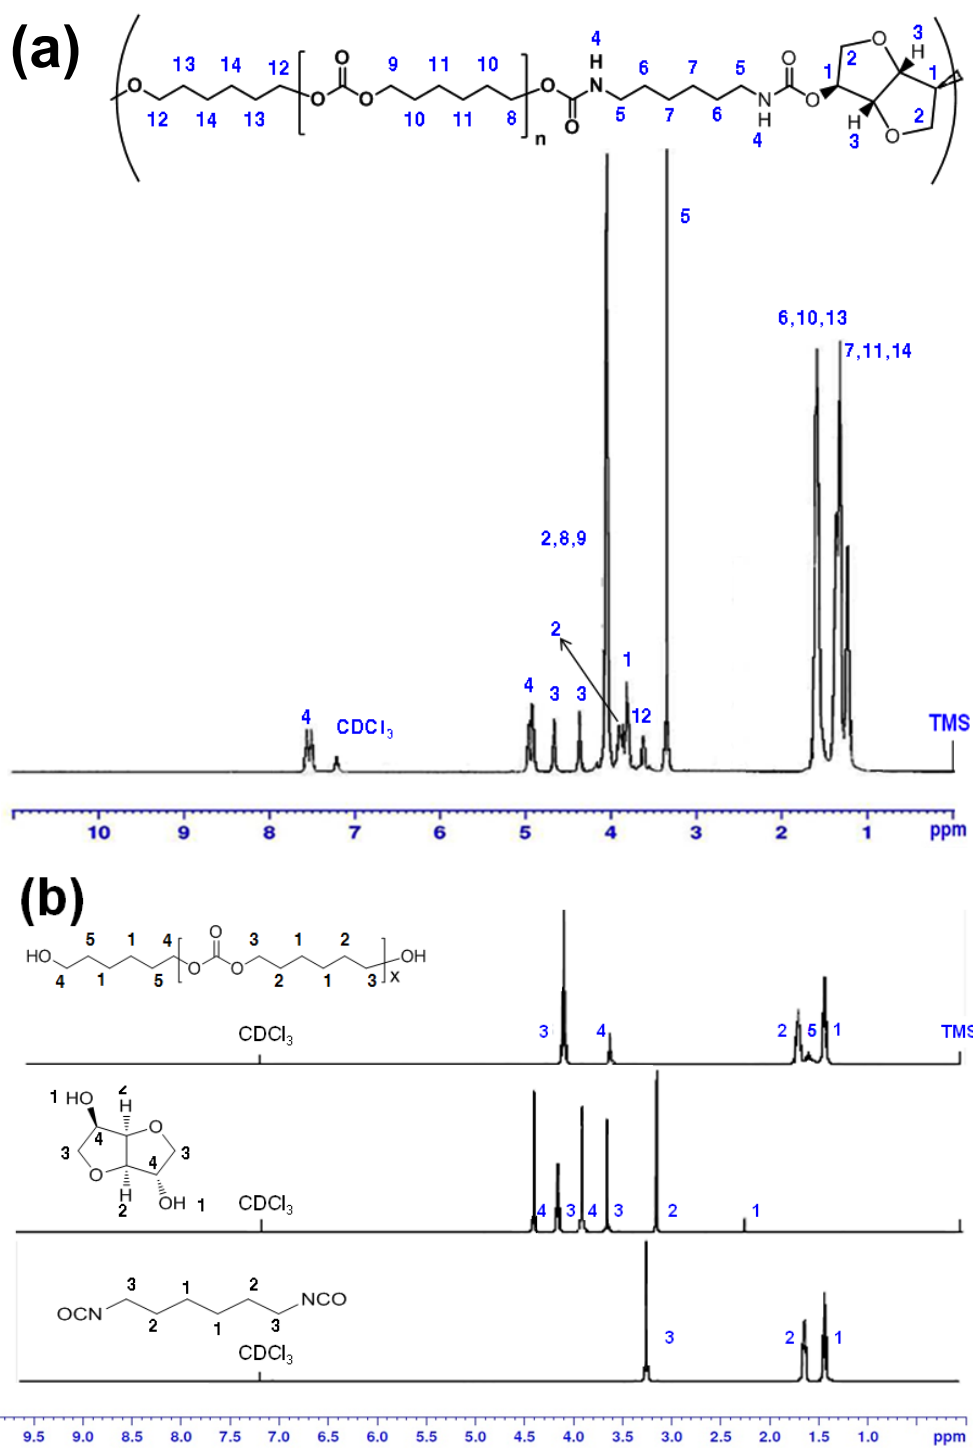 (a)
4
3
13 14 12 O 9 11 10 H 6 7 5 O 1 2 O H
O O O O N N O 1
12 14 13 10 11 8 n O 5 7 6 H H O 2
4 3
5
6,10,13
7,11,14
2,8,9
2
1
4 3 3 12
4 CDCl3 TMS
10 9 8 7 6 5 4 3 2 1 ppm
(b)
5 1 4 O 3 1 2
HO O O OH
4 1 5 2 1 3 x
CDCl3 3 4 2 5 1 TMS
1 HO 2
H
4 O
3 3
O 4
H
2 OH 1
CDCl3 4 3 4 3 2 1
3 1 2
OCN NCO
2 1 3
CDCl3 3 2 1
9.5 9.0 8.5 8.0 7.5 7.0 6.5 6.0 5.5 5.0 4.5 4.0 3.5 3.0 2.5 2.0 1.5 1.0 ppm